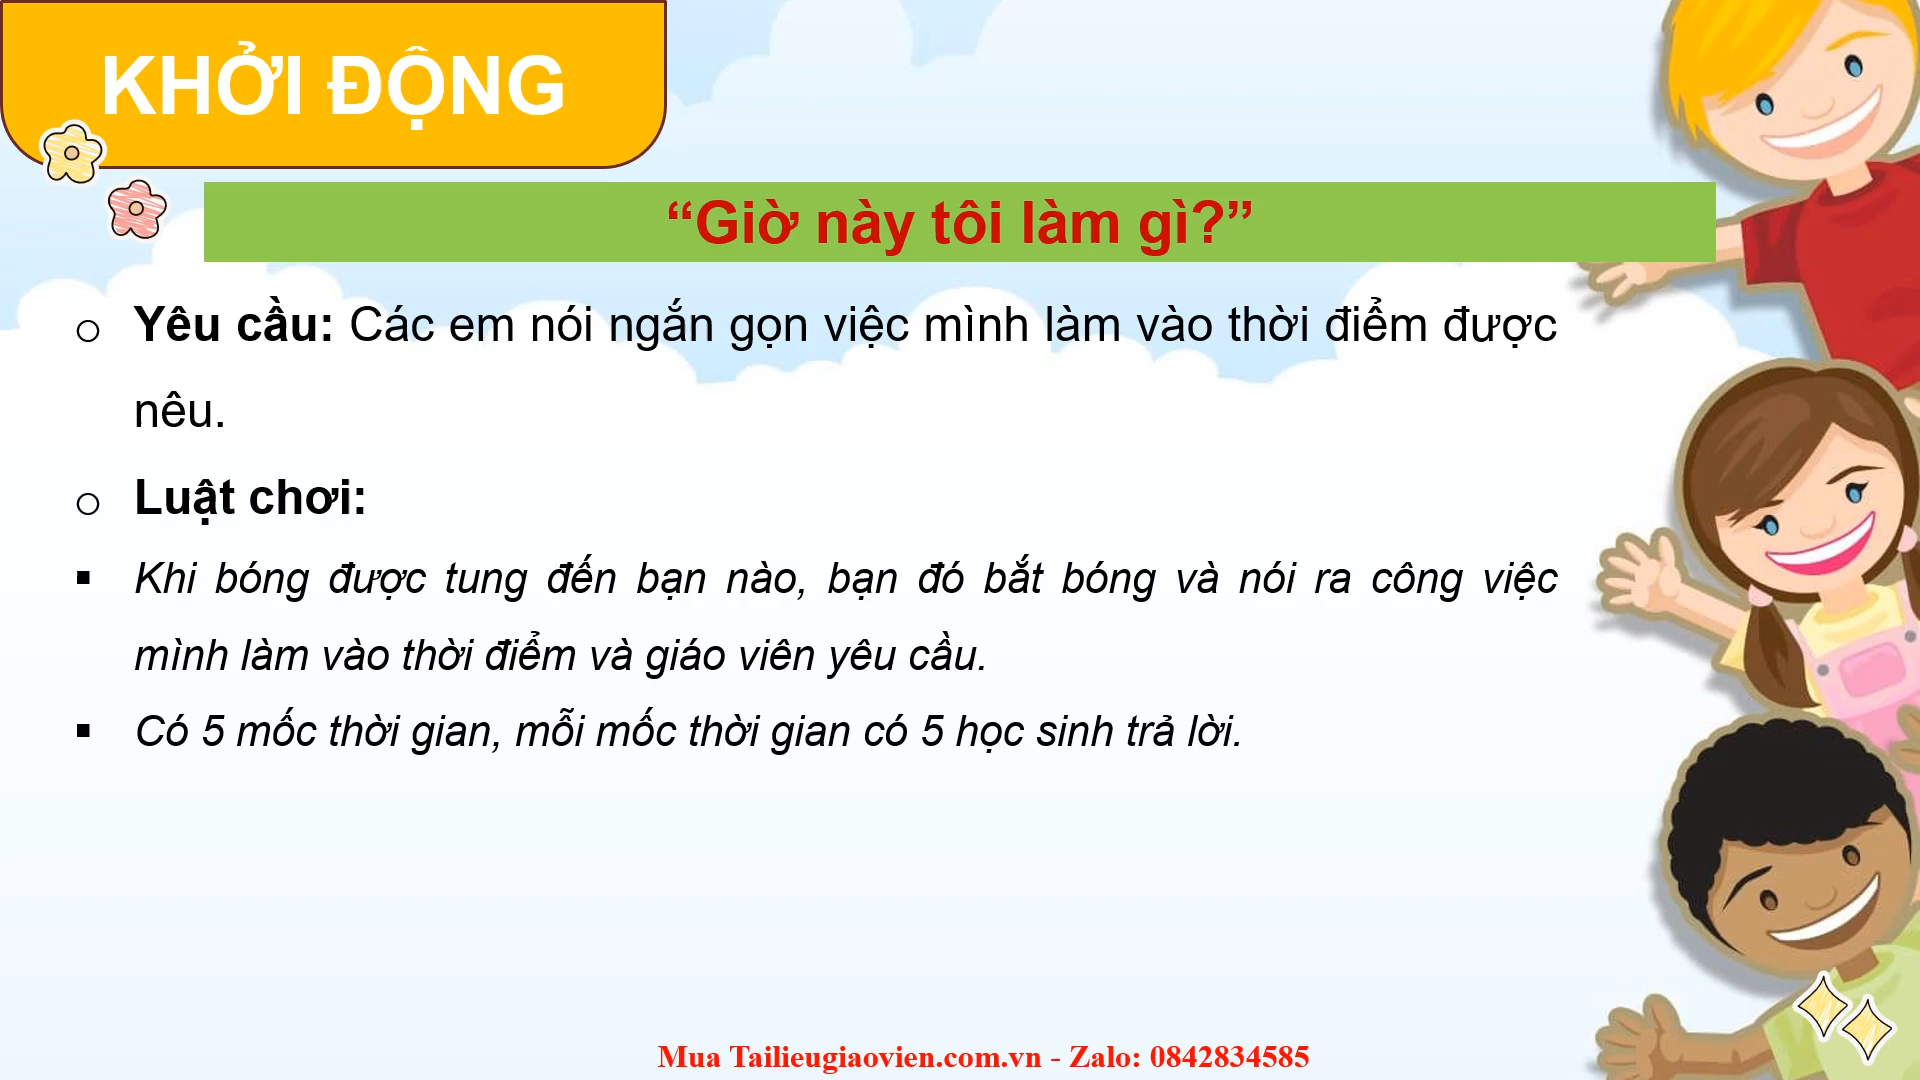 KHỞI ĐỘNG
“Giờ này tôi làm gì?”
o Yêu cầu: Các em nói ngắn gọn việc mình làm vào thời điểm được
nêu.
o Luật chơi:
▪ Khi bóng được tung đến bạn nào, bạn đó bắt bóng và nói ra công việc
mình làm vào thời điểm và giáo viên yêu cầu.
▪ Có 5 mốc thời gian, mỗi mốc thời gian có 5 học sinh trả lời.
Mua Tailieugiaovien.com.vn - Zalo: 0842834585